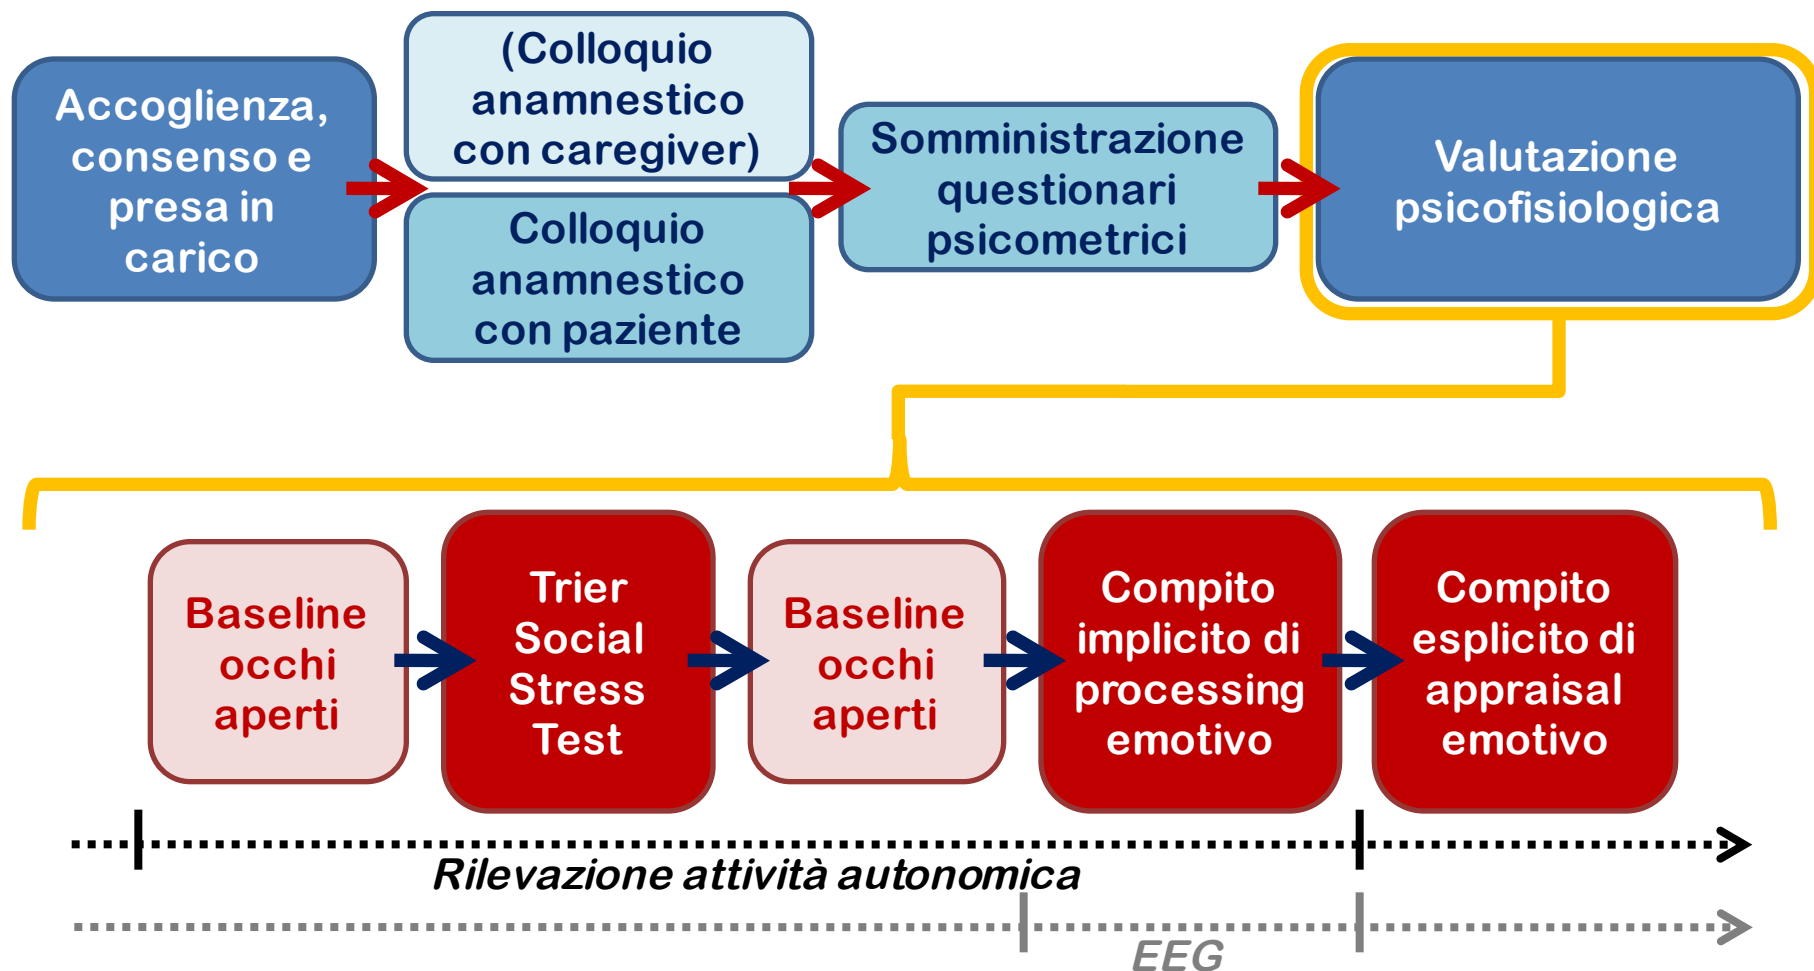 Accoglienza,
consenso e
presa in
carico
(Colloquio
anamnestico
con caregiver)
Colloquio
anamnestico
con paziente
Somministrazione
questionari
psicometrici
Valutazione
psicofisiologica
Baseline
occhi
aperti
Trier
Social
Stress
Test
Baseline
occhi
aperti
Compito
implicito di
processing
emotivo
Compito
esplicito di
appraisal
emotivo
Rilevazione attività autonomica
EEG